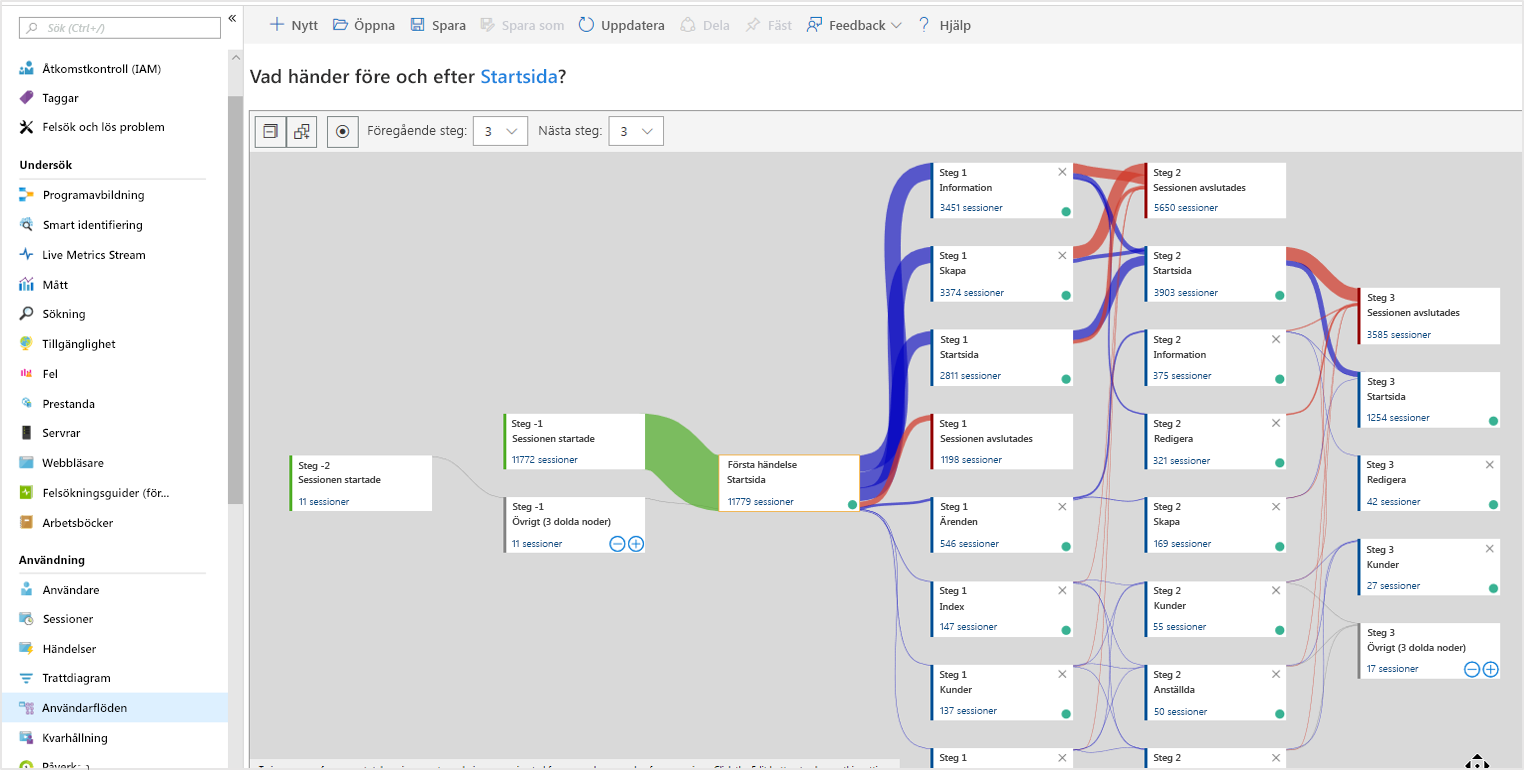 Sök (Ctrl+/)
«
Åtkomstkontroll (IAM)
Taggar
Felsök och lös problem
Undersök
Programavbildning
Smart identifiering
Live Metrics Stream
Mått
Sökning
Tillgänglighet
Fel
Prestanda
Servrar
Webbläsare
Felsökningsguider (för...
Arbetsböcker
Användning
Användare
Sessioner
Händelser
Trattdiagram
Användarflöden
Kvarhållning
Nytt
Öppna
Spara
Spara som
Uppdatera
Dela
Fäst
Feedback
? Hjälp
Vad händer före och efter Startsida?
Föregående steg: 3
Nästa steg: 3
Steg -2
Sessionen startade
11 sessioner
Steg -1
Sessionen startade
11772 sessioner
Steg -1
Övrigt (3 dolda noder)
11 sessioner
Första händelse
Startsida
11779 sessioner
Steg 1
Information
3451 sessioner
Steg 1
Skapa
3374 sessioner
Steg 1
Startsida
2811 sessioner
Steg 1
Sessionen avslutades
1198 sessioner
Steg 1
Ärenden
546 sessioner
Steg 1
Index
147 sessioner
Steg 1
Kunder
137 sessioner
Steg 1
Steg 2
Sessionen avslutades
5650 sessioner
Steg 2
Startsida
3903 sessioner
Steg 2
Information
375 sessioner
Steg 2
Redigera
321 sessioner
Steg 2
Skapa
169 sessioner
Steg 2
Kunder
55 sessioner
Steg 2
Anställda
50 sessioner
Steg 2
Steg 3
Sessionen avslutades
3585 sessioner
Steg 3
Startsida
1254 sessioner
Steg 3
Redigera
42 sessioner
Steg 3
Kunder
27 sessioner
Steg 3
Övrigt (3 dolda noder)
17 sessioner